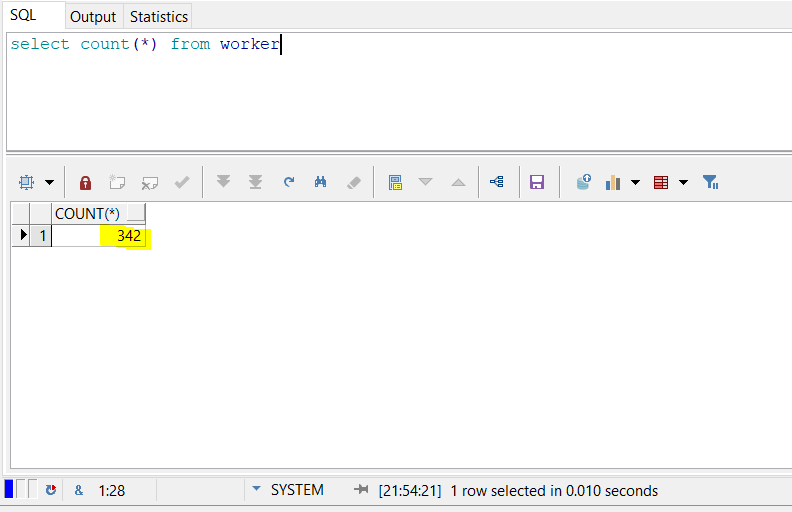 SQL Output Statistics
select count(*) from worker
COUNT(*)
1 342
& 1:28 SYSTEM [21:54:21] 1 row selected in 0.010 seconds